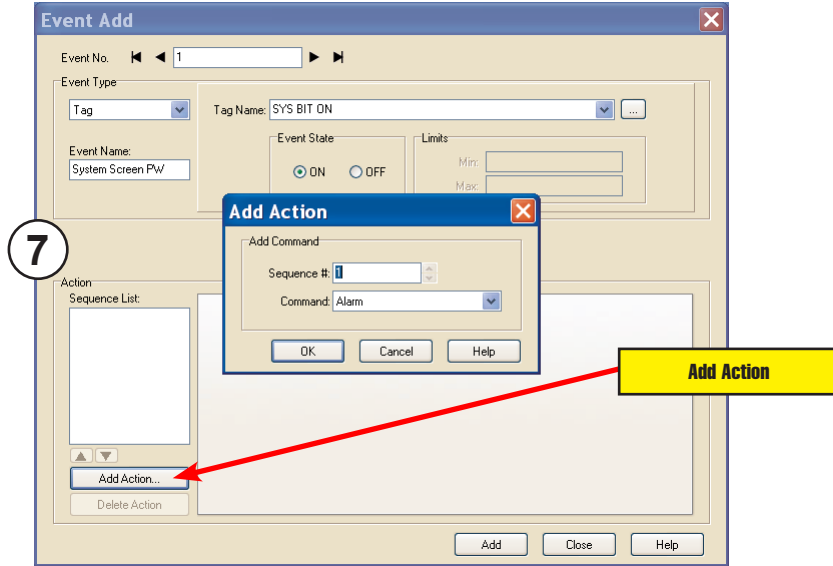 Event Add
Event No. 1
Event Type
Tag
Tag Name: SYS BIT ON ...
Event Name:
System Screen PW
Event State
ON OFF
Limits
Min:
Max:
7
Add Action
Add Command
Sequence #: 1
Command: Alarm
OK Cancel Help
Action
Sequence List:
Add Action
Add Action...
Delete Action
Add Close Help